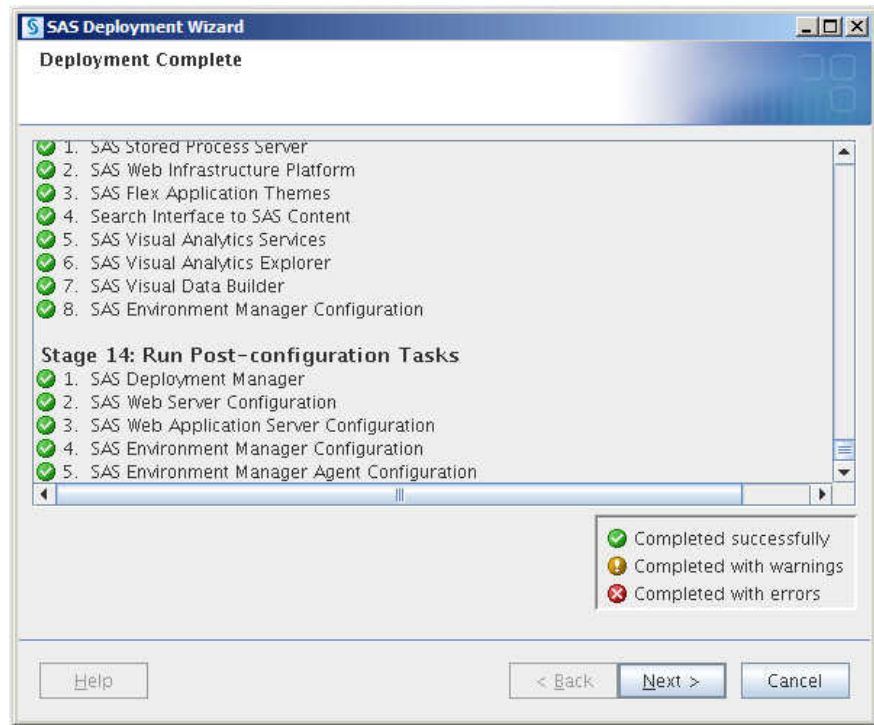 SAS Deployment Wizard
Deployment Complete
1. SAS Stored Process Server
2. SAS Web Infrastructure Platform
3. SAS Flex Application Themes
4. Search Interface to SAS Content
5. SAS Visual Analytics Services
6. SAS Visual Analytics Explorer
7. SAS Visual Data Builder
8. SAS Environment Manager Configuration
Stage 14: Run Post-configuration Tasks
1. SAS Deployment Manager
2. SAS Web Server Configuration
3. SAS Web Application Server Configuration
4. SAS Environment Manager Configuration
5. SAS Environment Manager Agent Configuration
Completed successfully
Completed with warnings
Completed with errors
Help
< Back
Next >
Cancel